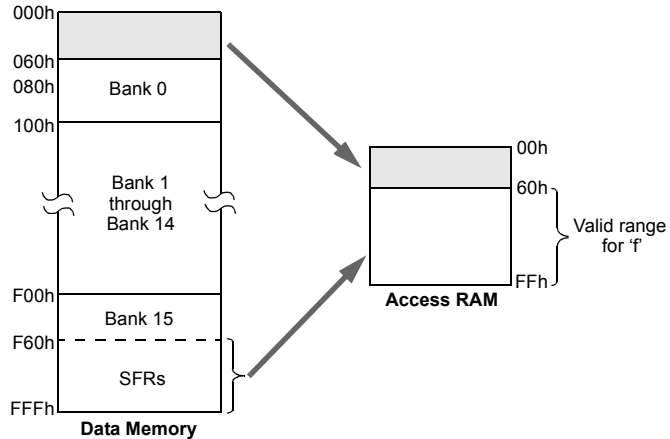 000h
060h
080h
Bank 0
100h
Bank 1
through
Bank 14
F00h
Bank 15
F60h
SFRs
FFFh
Data Memory
00h
60h
Valid range
for ‘f’
FFh
Access RAM